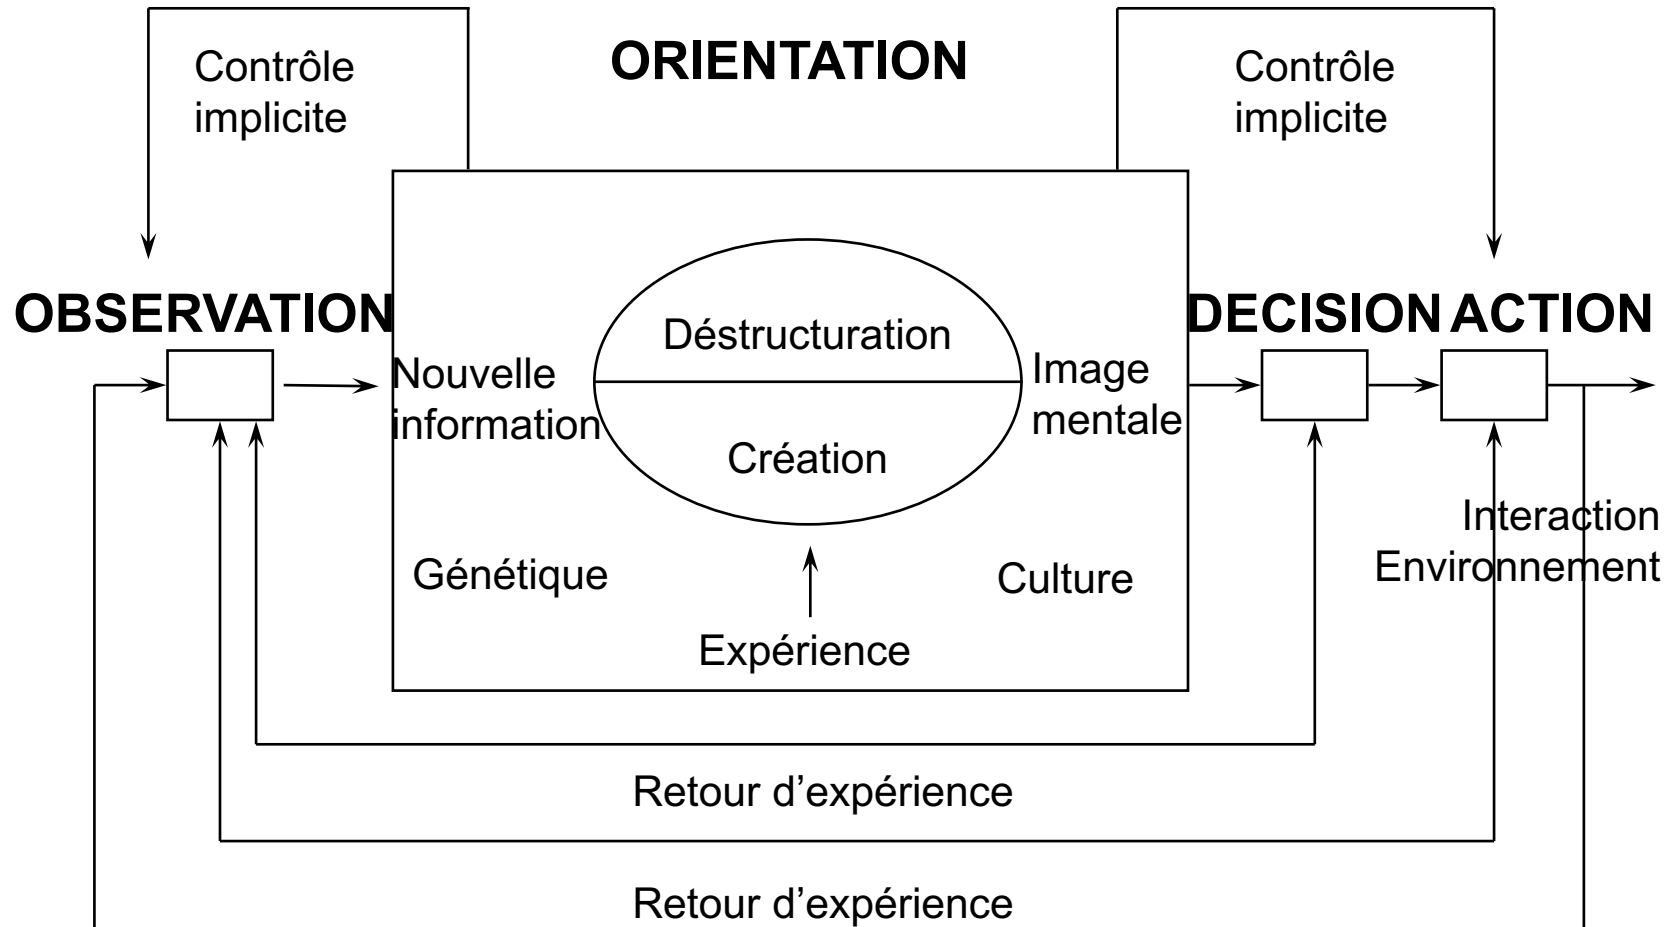 ORIENTATION
Contrôle
implicite
Contrôle
implicite
OBSERVATION
DECISION
ACTION
Déstructuration
Nouvelle
information
Image
mentale
Création
Interaction
Environnement
Génétique
Culture
Expérience
Retour d’expérience
Retour d’expérience